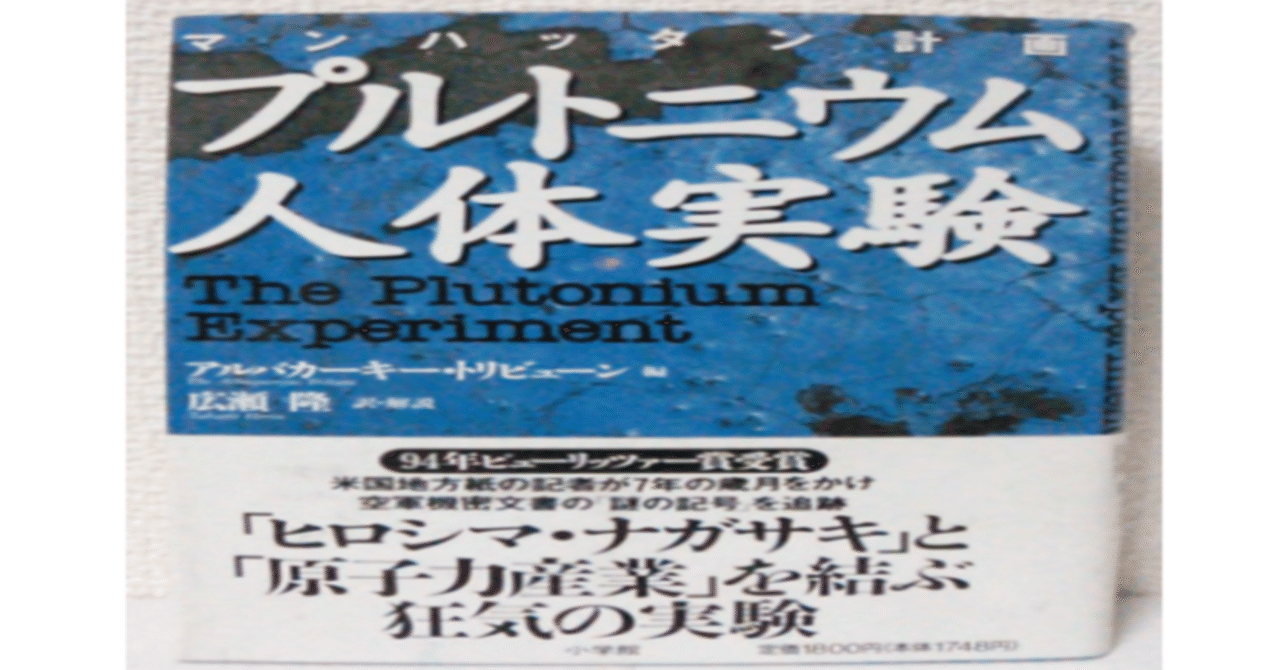 マンハッタン計画
プルトニウム
人体実験
The Plutonium
Experiment
アルバカーキー・トリビューン 編
広瀬 隆 訳・解説
94年ピューリッツァー賞受賞
米国地方紙の記者が7年の歳月をかけ
空軍機密文書の「謎の記号」を追跡
「ヒロシマ・ナガサキ」と
「原子力産業」を結ぶ
狂気の実験
小学館 定価1800円(本体1748円)